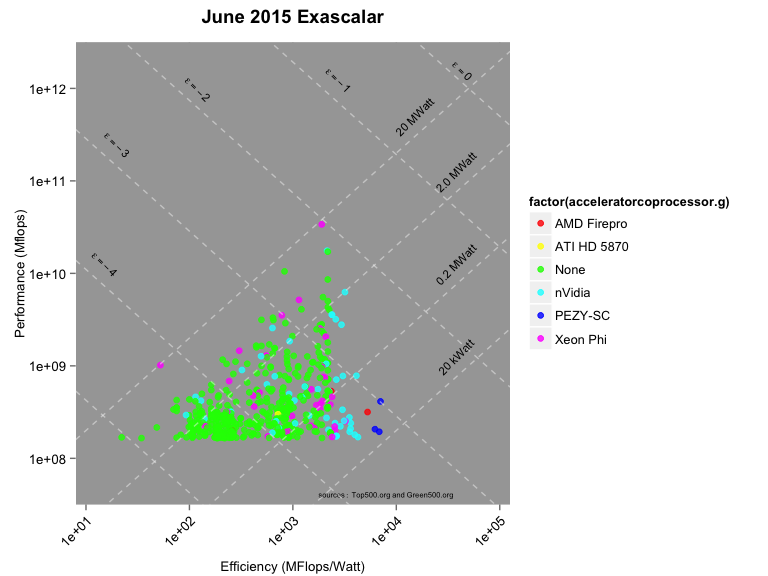 June 2015 Exascalar
Performance (Mflops)
1e+12
1e+11
1e+10
1e+09
1e+08
1e+01
1e+02
1e+03
1e+04
1e+05
Efficiency (MFlops/Watt)
ε = −4
ε = −3
ε = −2
ε = −1
ε = 0
20 MWatt
2.0 MWatt
0.2 MWatt
20 kWatt
sources : Top500.org and Green500.org
factor(acceleratorcoprocessor.g)
AMD Firepro
ATI HD 5870
None
nVidia
PEZY-SC
Xeon Phi